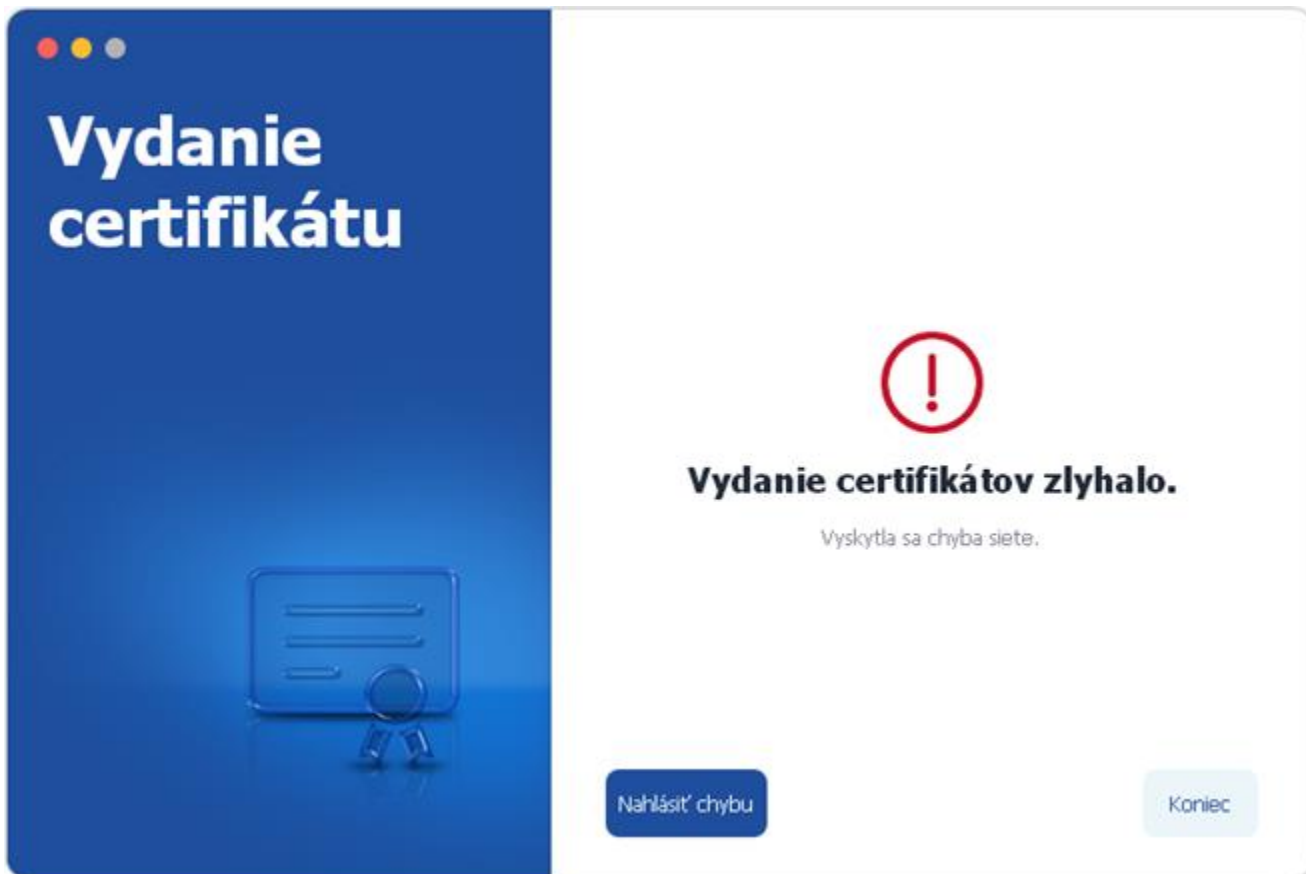 Vydanie
certifikátu
Vydanie certifikátov zlyhalo.
Vyskytla sa chyba siete.
Nahlásiť chybu
Koniec